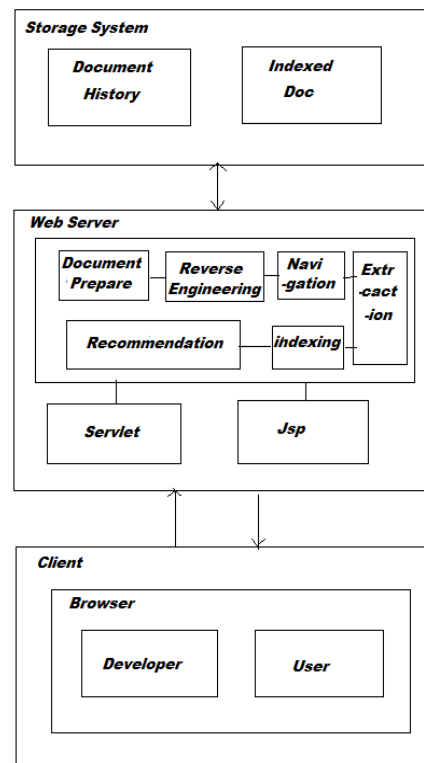 Storage System
Document
History
Indexed
Doc
Web Server
Document
Prepare
Reverse
Engineering
Navi
-gation
Extr
-cact
-ion
Recommendation
indexing
Servlet
Jsp
Client
Browser
Developer
User